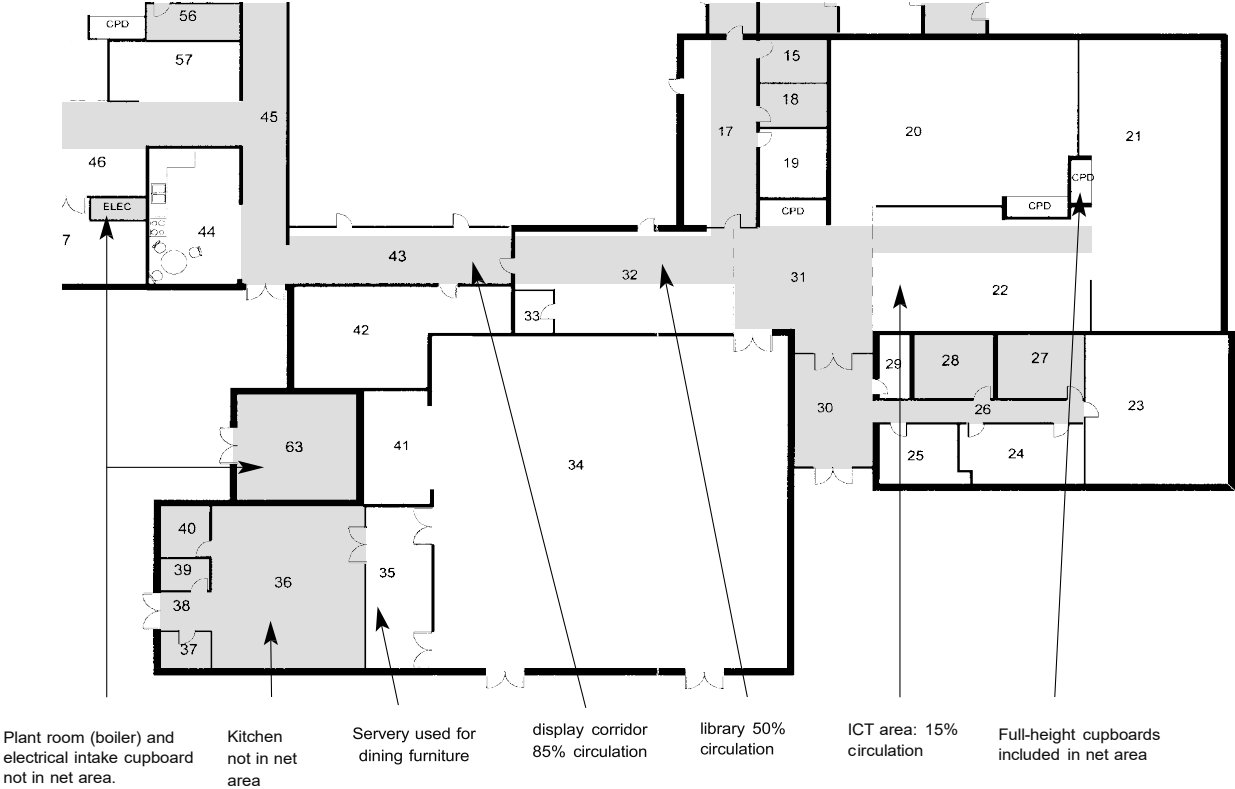 56
CPD
57
15
18
45
17
20
21
46
19
CPD
ELEC
CPD
CPD
7
44
43
32
31
22
33
42
29
28
27
30
26
23
41
63
34
25
24
40
39
36
35
38
37
Plant room (boiler) and
electrical intake cupboard
not in net area.
Kitchen
not in net
area
Servery used for
dining furniture
display corridor
85% circulation
library 50%
circulation
ICT area: 15%
circulation
Full-height cupboards
included in net area